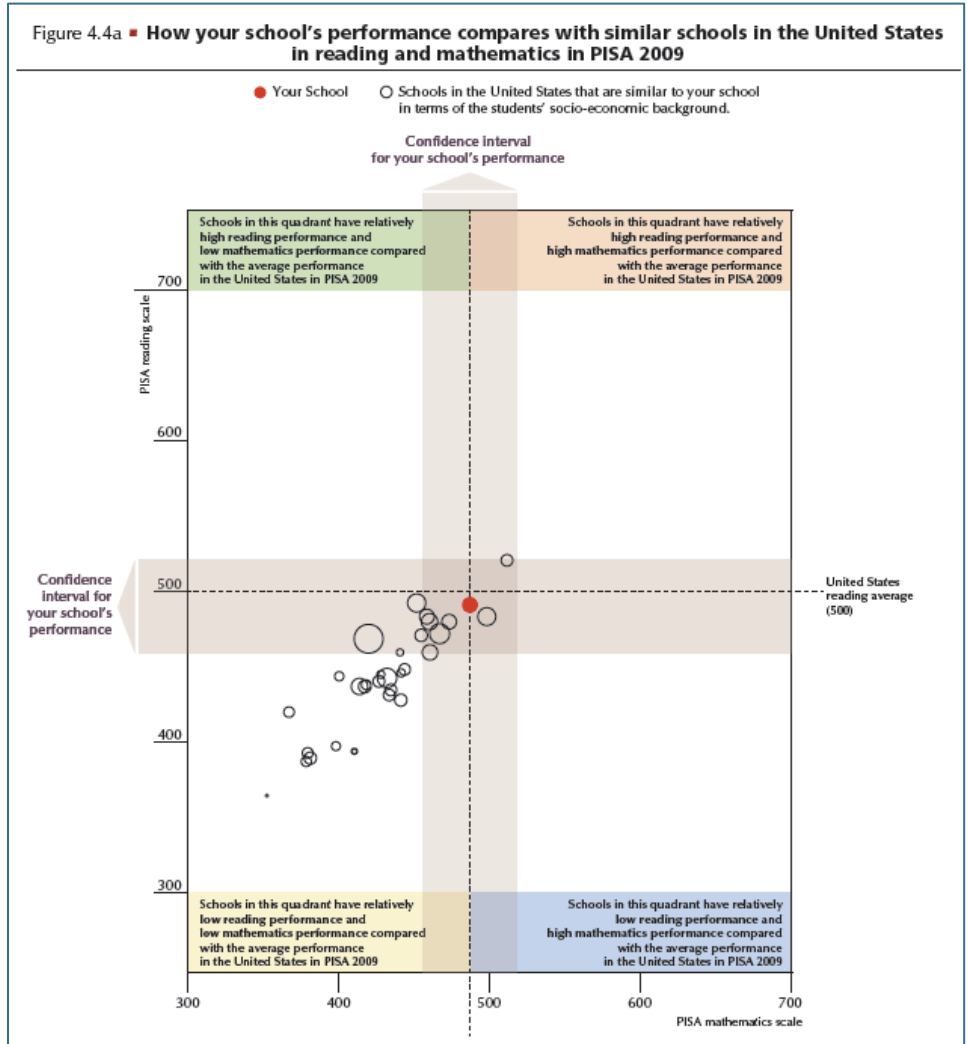 Figure 4.4a ▪ How your school's performance compares with similar schools in the United States
in reading and mathematics in PISA 2009
Your School
Schools in the United States that are similar to your school
in terms of the students' socio-economic background.
Confidence interval
for your school's performance
Schools in this quadrant have relatively
high reading performance and
low mathematics performance compared
with the average performance
in the United States in PISA 2009
Schools in this quadrant have relatively
high reading performance and
high mathematics performance compared
with the average performance
in the United States in PISA 2009
700
PISA reading scale
600
500
Confidence
interval for
your school's
performance
United States
reading average
(500)
400
300
Schools in this quadrant have relatively
low reading performance and
low mathematics performance compared
with the average performance
in the United States in PISA 2009
Schools in this quadrant have relatively
low reading performance and
high mathematics performance compared
with the average performance
in the United States in PISA 2009
300
400
500
600
700
PISA mathematics scale